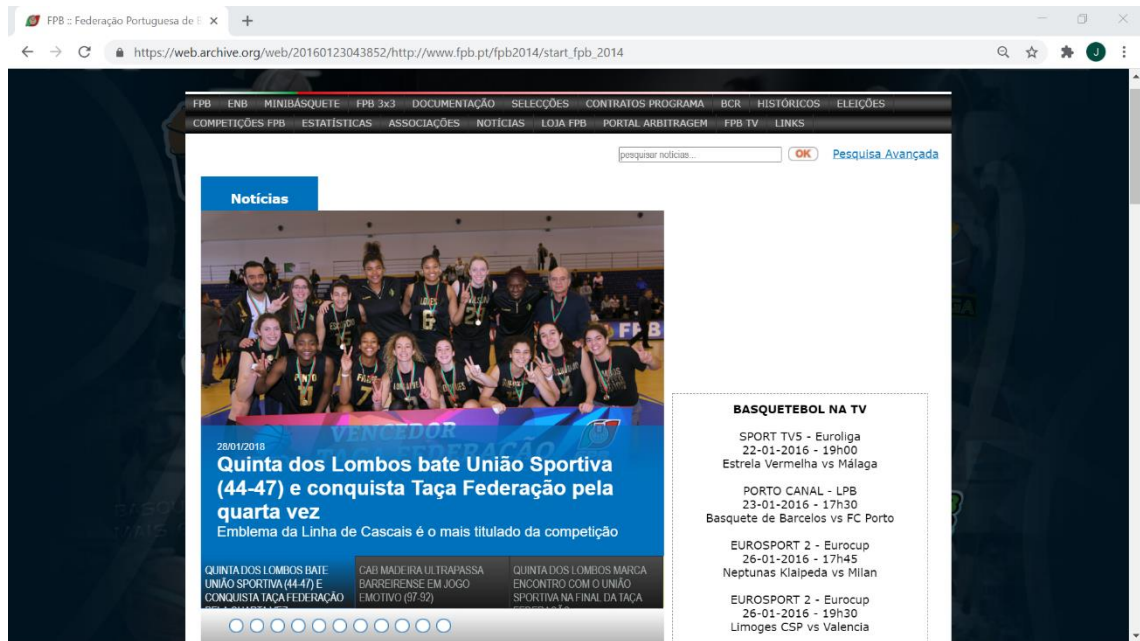 FPB :: Federação Portuguesa de B
https://web.archive.org/web/20160123043852/http://www.fpb.pt/fpb2014/start_fpb_2014
J
FPB ENB MINIBÁSQUETE FPB 3x3 DOCUMENTAÇÃO SELECÇÕES CONTRATOS PROGRAMA BCR HISTÓRICOS ELEIÇÕES
COMPETIÇÕES FPB ESTATÍSTICAS ASSOCIAÇÕES NOTÍCIAS LOJA FPB PORTAL ARBITRAGEM FPB TV LINKS
pesquisar notícias... OK Pesquisa Avançada
Notícias
FPB
VENCEDOR
TAÇA FEDERAÇÃO
28/01/2018
Quinta dos Lombos bate União Sportiva
(44-47) e conquista Taça Federação pela
quarta vez
Emblema da Linha de Cascais é o mais titulado da competição
QUINTA DOS LOMBOS BATE
UNIÃO SPORTIVA (44-47) E
CONQUISTA TAÇA FEDERAÇÃO
PELA QUARTA VEZ
CAB MADEIRA ULTRAPASSA
BARREIRENSE EM JOGO
EMOTIVO (97-92)
QUINTA DOS LOMBOS MARCA
ENCONTRO COM O UNIÃO
SPORTIVA NA FINAL DA TAÇA
FEDERAÇÃO
BASQUETEBOL NA TV
SPORT TV5 - Euroliga
22-01-2016 - 19h00
Estrela Vermelha vs Málaga
PORTO CANAL - LPB
23-01-2016 - 17h30
Basquete de Barcelos vs FC Porto
EUROSPORT 2 - Eurocup
26-01-2016 - 17h45
Neptunas Klaipeda vs Milan
EUROSPORT 2 - Eurocup
26-01-2016 - 19h30
Limoges CSP vs Valencia